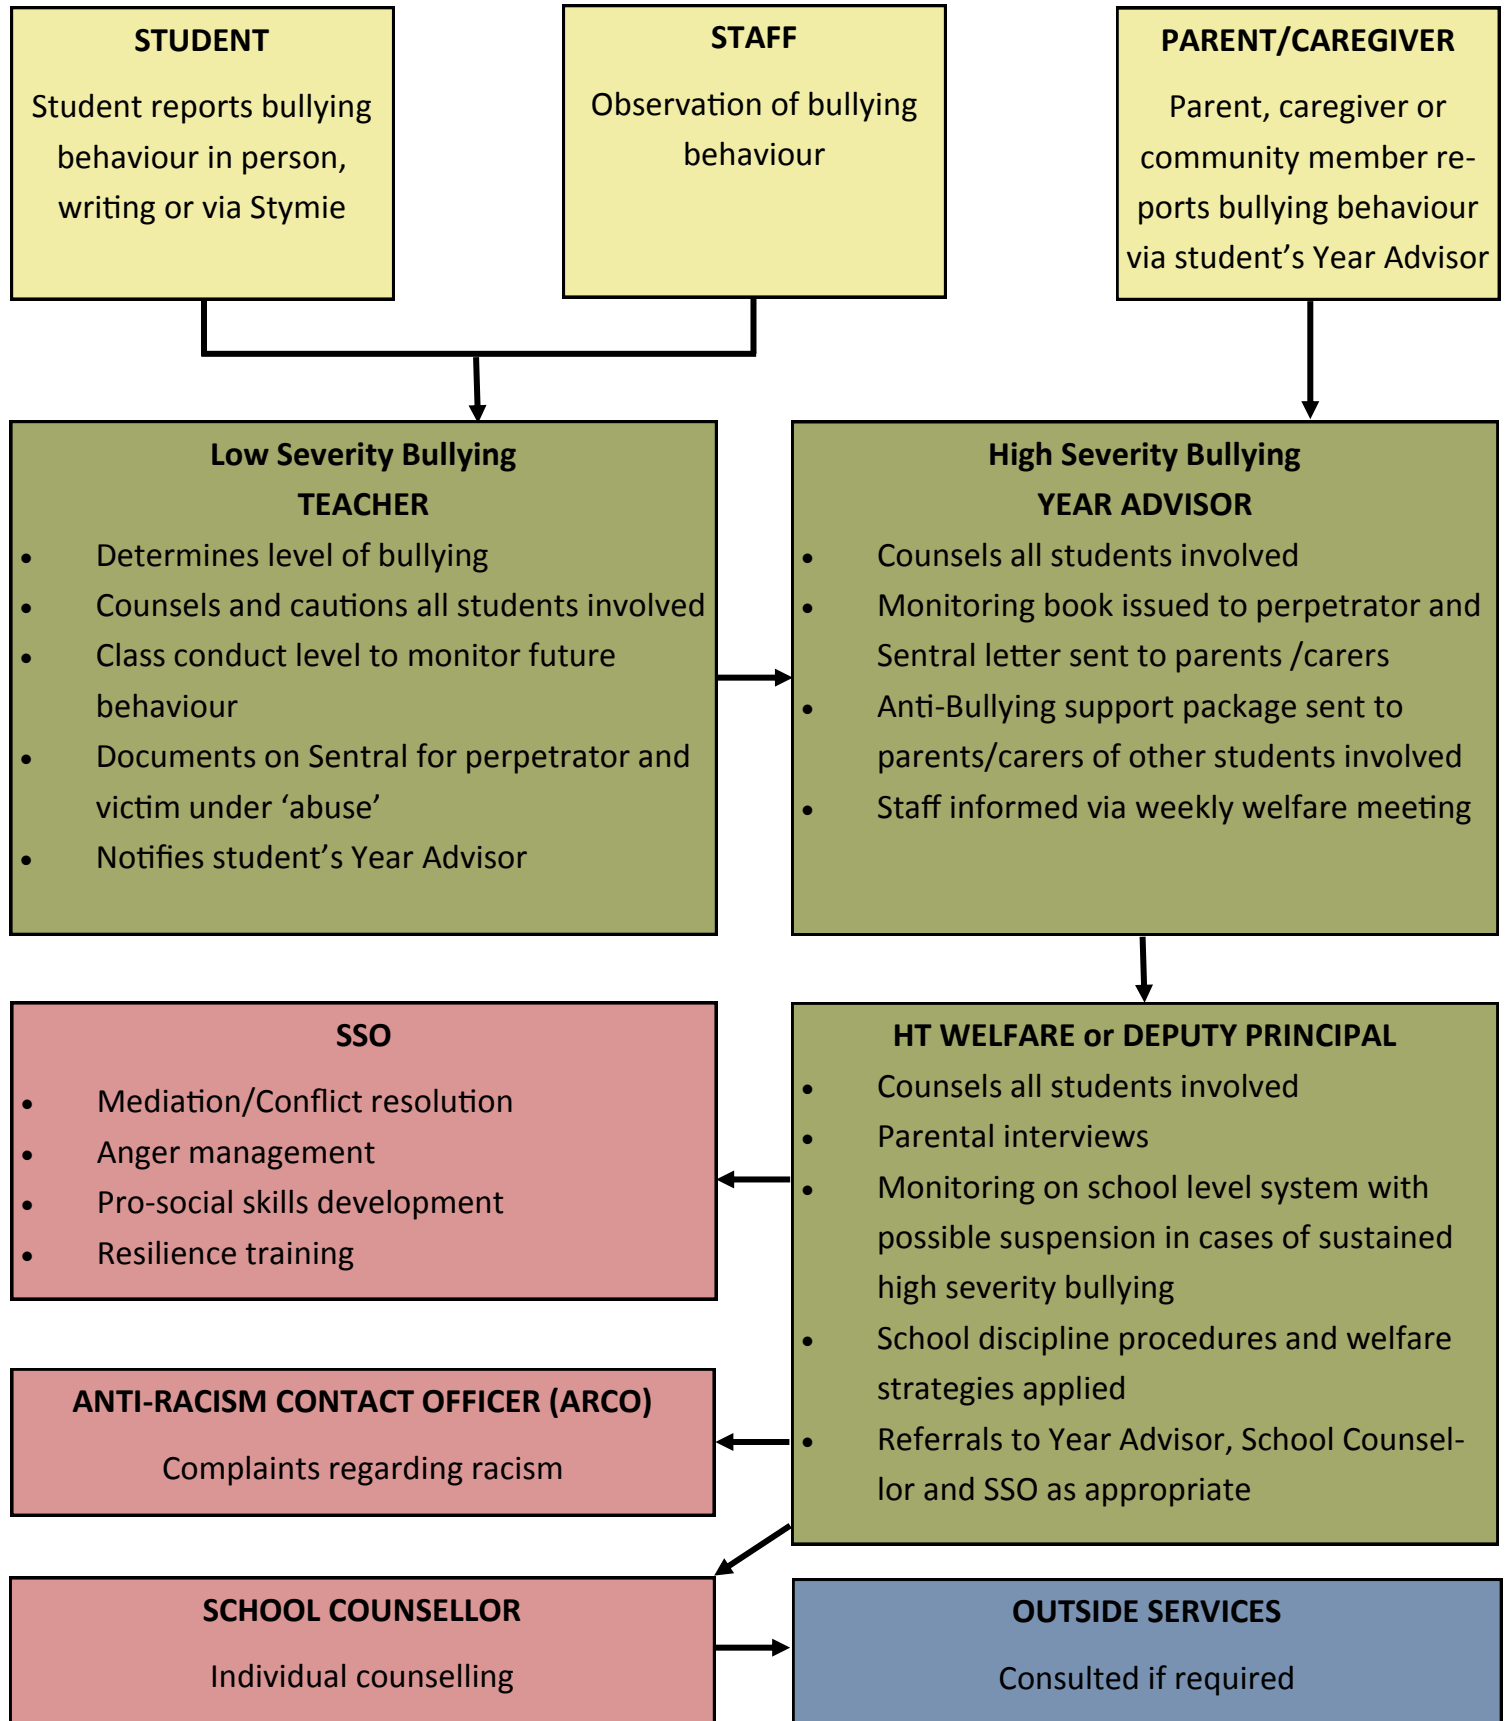 STUDENT
Student reports bullying
behaviour in person,
writing or via Stymie
STAFF
Observation of bullying
behaviour
PARENT/CAREGIVER
Parent, caregiver or
community member re-
ports bullying behaviour
via student’s Year Advisor
Low Severity Bullying
TEACHER
• Determines level of bullying
• Counsels and cautions all students involved
• Class conduct level to monitor future
behaviour
• Documents on Sentral for perpetrator and
victim under ‘abuse’
• Notifies student’s Year Advisor
High Severity Bullying
YEAR ADVISOR
• Counsels all students involved
• Monitoring book issued to perpetrator and
Sentral letter sent to parents /carers
• Anti-Bullying support package sent to
parents/carers of other students involved
• Staff informed via weekly welfare meeting
SSO
• Mediation/Conflict resolution
• Anger management
• Pro-social skills development
• Resilience training
HT WELFARE or DEPUTY PRINCIPAL
• Counsels all students involved
• Parental interviews
• Monitoring on school level system with
possible suspension in cases of sustained
high severity bullying
• School discipline procedures and welfare
strategies applied
• Referrals to Year Advisor, School Counsel-
lor and SSO as appropriate
ANTI-RACISM CONTACT OFFICER (ARCO)
Complaints regarding racism
SCHOOL COUNSELLOR
Individual counselling
OUTSIDE SERVICES
Consulted if required